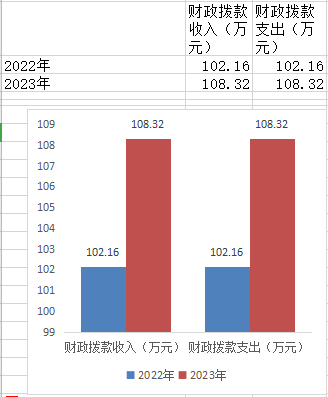 财政拨款 财政拨款
收入（万 支出（万
元） 元）
2022年 102.16 102.16
2023年 108.32 108.32
109
108
107
106
105
104
103
102
101
100
99
108.32 108.32
102.16 102.16
财政拨款收入（万元） 财政拨款支出（万元）
2022年 2023年